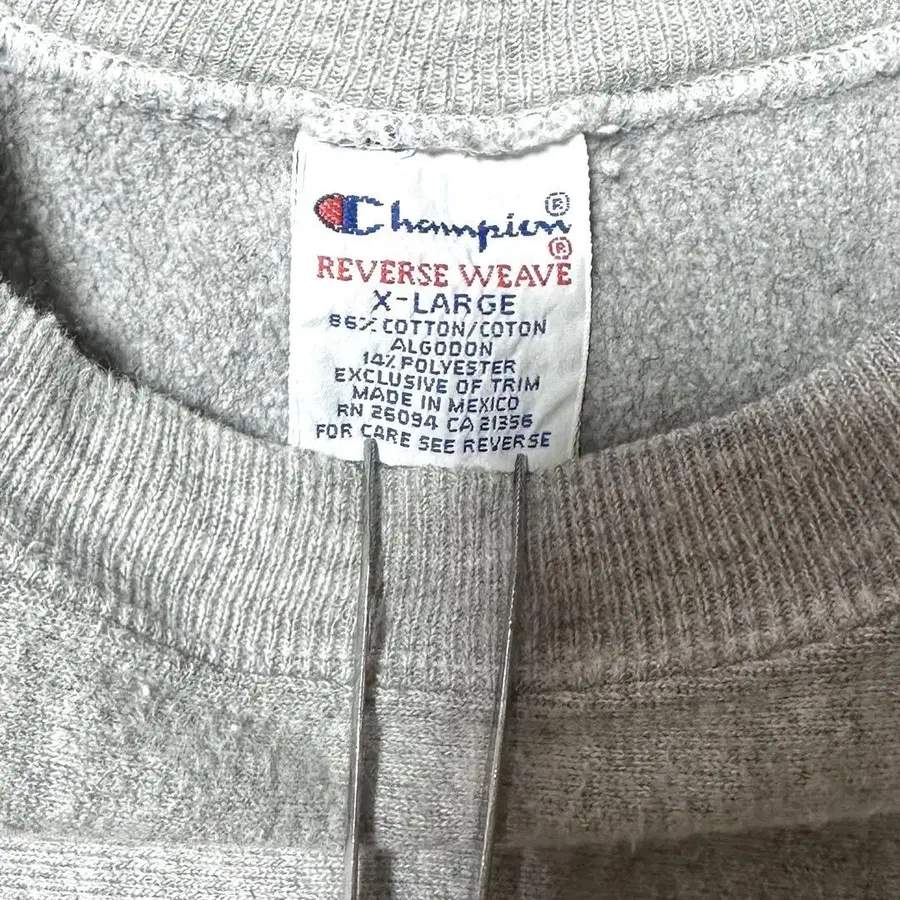 Champion®
®
REVERSE WEAVE
X-LARGE
86% COTTON/COTON
ALGODON
14% POLYESTER
EXCLUSIVE OF TRIM
MADE IN MEXICO
RN 26094 CA 21356
FOR CARE SEE REVERSE